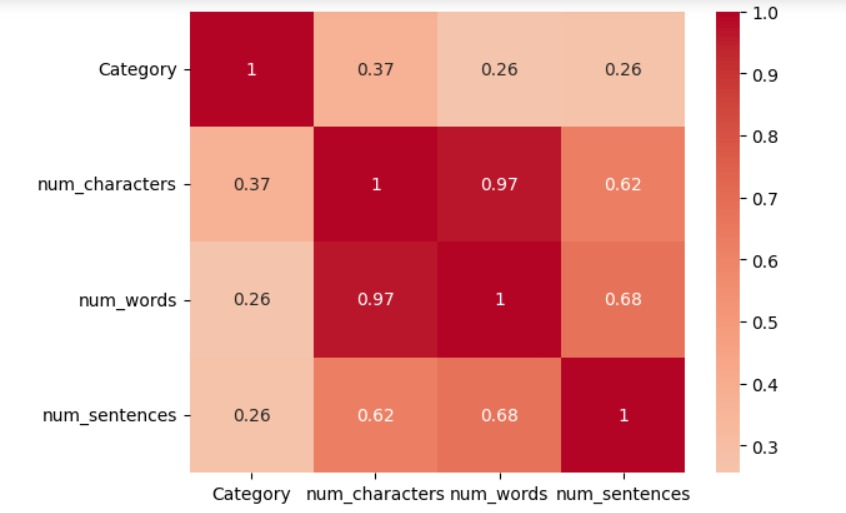 1.0
Category 1 0.37 0.26 0.26
0.9
0.8
num_characters 0.37 1 0.97 0.62
0.7
0.6
num_words 0.26 0.97 1 0.68
0.5
0.4
num_sentences 0.26 0.62 0.68 1
0.3
Category num_characters num_words num_sentences